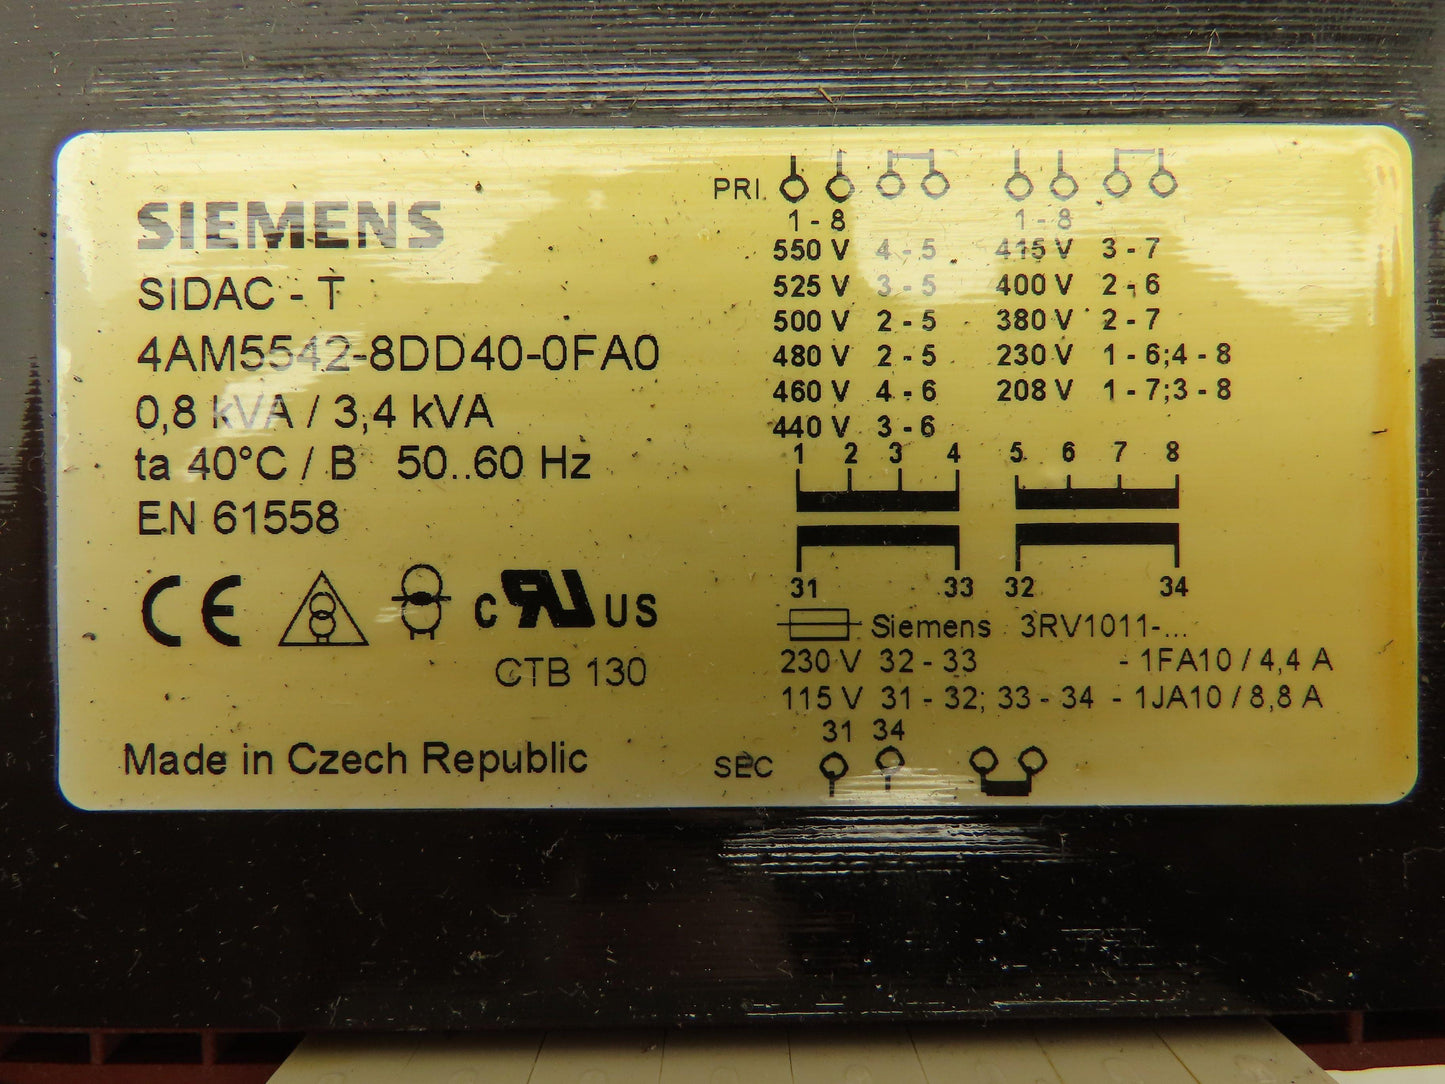 SIEMENS
SIDAC - T
4AM5542-8DD40-0FA0
0,8 kVA / 3,4 kVA
ta 40°C / B 50..60 Hz
EN 61558
CE
c RU US
CTB 130
Made in Czech Republic
PRI.
1 - 8 1 - 8
550 V 4 - 5 415 V 3 - 7
525 V 3 - 5 400 V 2 - 6
500 V 2 - 5 380 V 2 - 7
480 V 2 - 5 230 V 1 - 6;4 - 8
460 V 4 - 6 208 V 1 - 7;3 - 8
440 V 3 - 6
1 2 3 4 5 6 7 8
31 33 32 34
Siemens 3RV1011-...
230 V 32 - 33 - 1FA10 / 4,4 A
115 V 31 - 32; 33 - 34 - 1JA10 / 8,8 A
31 34
SEC